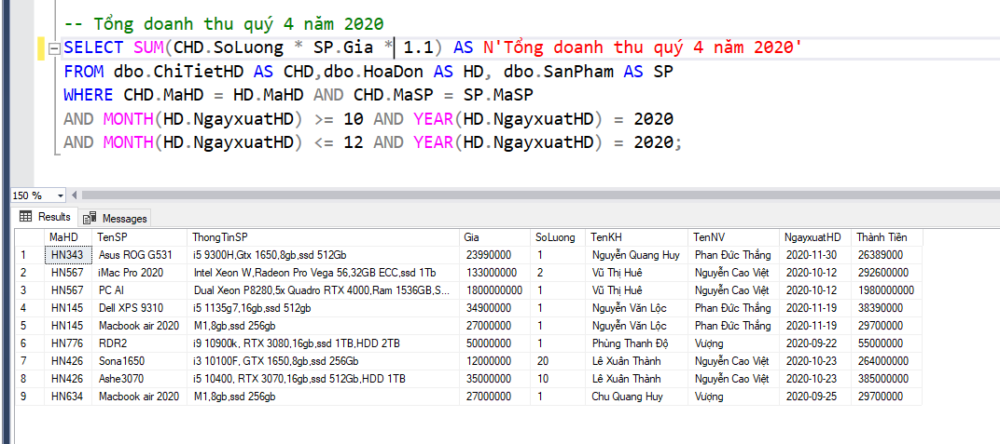 -- Tổng doanh thu quý 4 năm 2020
SELECT SUM(CHD.SoLuong * SP.Gia * 1.1) AS N'Tổng doanh thu quý 4 năm 2020'
FROM dbo.ChiTietHD AS CHD,dbo.HoaDon AS HD, dbo.SanPham AS SP
WHERE CHD.MaHD = HD.MaHD AND CHD.MaSP = SP.MaSP
AND MONTH(HD.NgayxuatHD) >= 10 AND YEAR(HD.NgayxuatHD) = 2020
AND MONTH(HD.NgayxuatHD) <= 12 AND YEAR(HD.NgayxuatHD) = 2020;
150 %
Results Messages
MaHD TenSP ThongTinSP Gia SoLuong TenKH TenNV NgayxuatHD Thành Tiền
1 HN343 Asus ROG G531 i5 9300H,Gtx 1650,8gb,ssd 512Gb 23990000 1 Nguyễn Quang Huy Phan Đức Thắng 2020-11-30 26389000
2 HN567 iMac Pro 2020 Intel Xeon W,Radeon Pro Vega 56,32GB ECC,ssd 1Tb 133000000 2 Vũ Thị Huê Nguyễn Cao Việt 2020-10-12 292600000
3 HN567 PC AI Dual Xeon P8280,5x Quadro RTX 4000,Ram 1536GB,S... 1800000000 1 Vũ Thị Huê Nguyễn Cao Việt 2020-10-12 1980000000
4 HN145 Dell XPS 9310 i5 1135g7,16gb,ssd 512gb 34900000 1 Nguyễn Văn Lộc Phan Đức Thắng 2020-11-19 38390000
5 HN145 Macbook air 2020 M1,8gb,ssd 256gb 27000000 1 Nguyễn Văn Lộc Phan Đức Thắng 2020-11-19 29700000
6 HN776 RDR2 i9 10900k, RTX 3080,16gb,ssd 1TB,HDD 2TB 50000000 1 Phùng Thanh Độ Vượng 2020-09-22 55000000
7 HN426 Sona1650 i3 10100F, GTX 1650,8gb,ssd 256Gb 12000000 20 Lê Xuân Thành Nguyễn Cao Việt 2020-10-23 264000000
8 HN426 Ashe3070 i5 10400, RTX 3070,16gb,ssd 512Gb,HDD 1TB 35000000 10 Lê Xuân Thành Nguyễn Cao Việt 2020-10-23 385000000
9 HN634 Macbook air 2020 M1,8gb,ssd 256gb 27000000 1 Chu Quang Huy Vượng 2020-09-25 29700000